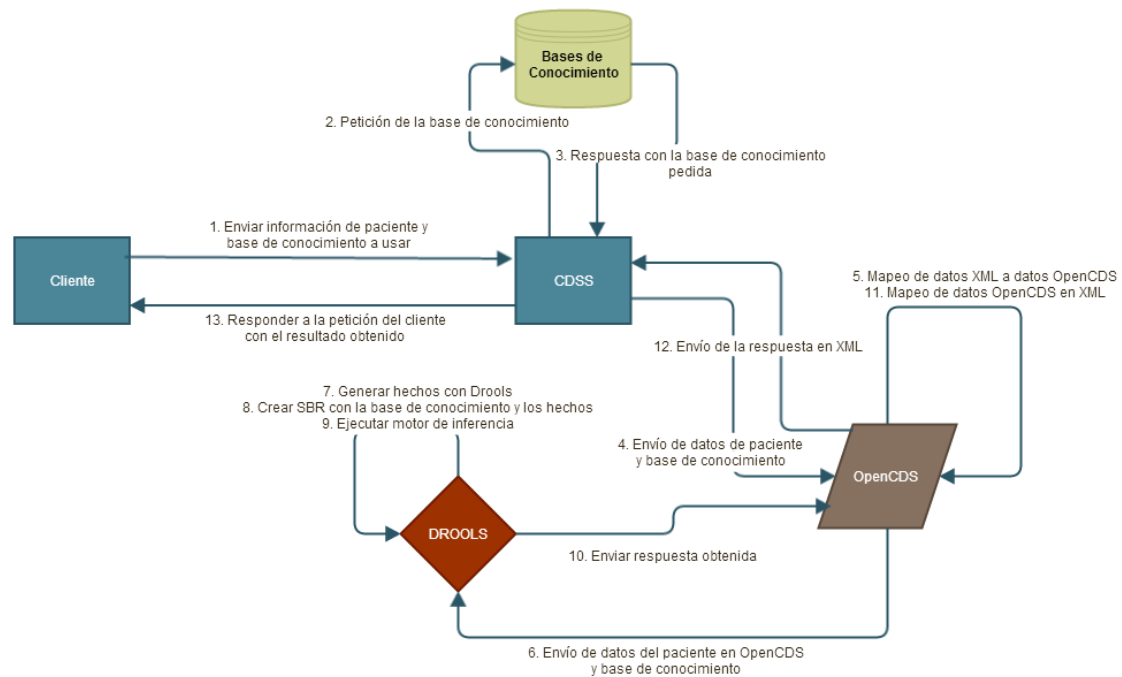 Bases de
Conocimiento
2. Petición de la base de conocimiento
3. Respuesta con la base de conocimiento
pedida
1. Enviar información de paciente y
base de conocimiento a usar
Cliente
CDSS
13. Responder a la petición del cliente
con el resultado obtenido
5. Mapeo de datos XML a datos OpenCDS
11. Mapeo de datos OpenCDS en XML
12. Envío de la respuesta en XML
7. Generar hechos con Drools
8. Crear SBR con la base de conocimiento y los hechos
9. Ejecutar motor de inferencia
4. Envío de datos de paciente
y base de conocimiento
OpenCDS
DROOLS
10. Enviar respuesta obtenida
6. Envío de datos del paciente en OpenCDS
y base de conocimiento